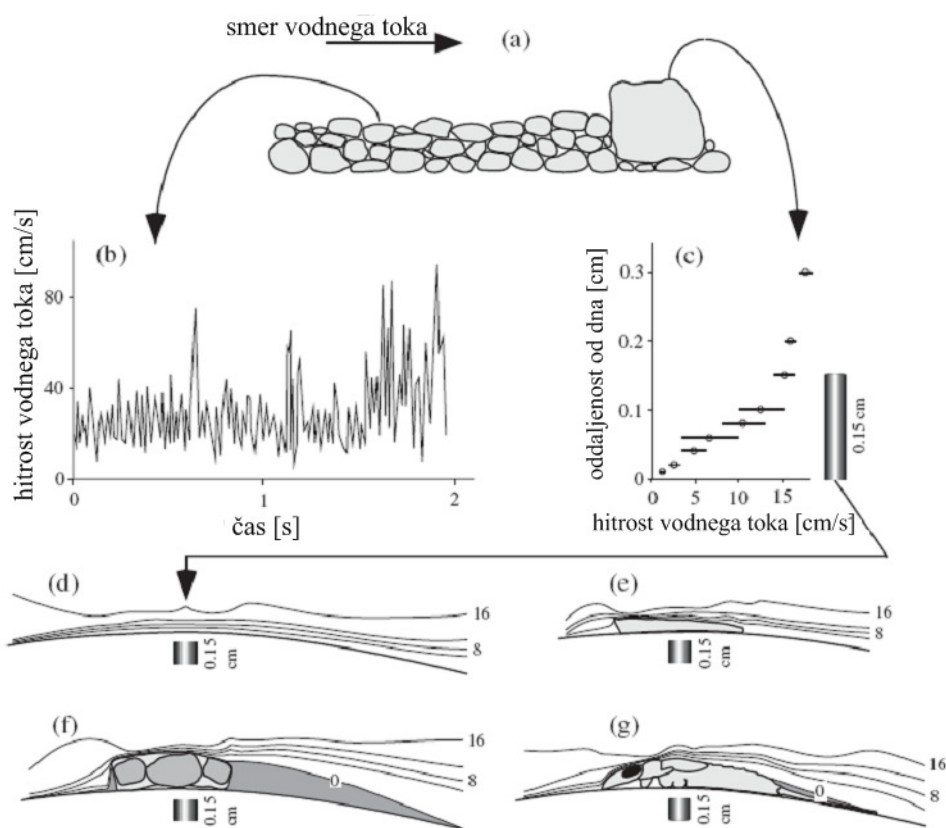 smer vodnega toka
(a)
hitrost vodnega toka [cm/s]
(b)
80
40
0
0
1
2
čas [s]
oddaljenost od dna [cm]
(c)
0.3
0.2
0.1
0
0
5
10
15
hitrost vodnega toka [cm/s]
0.15 cm
(d)
16
8
0.15
cm
(e)
16
8
0.15
cm
(f)
16
8
0
0.15
cm
(g)
16
8
0
0.15
cm